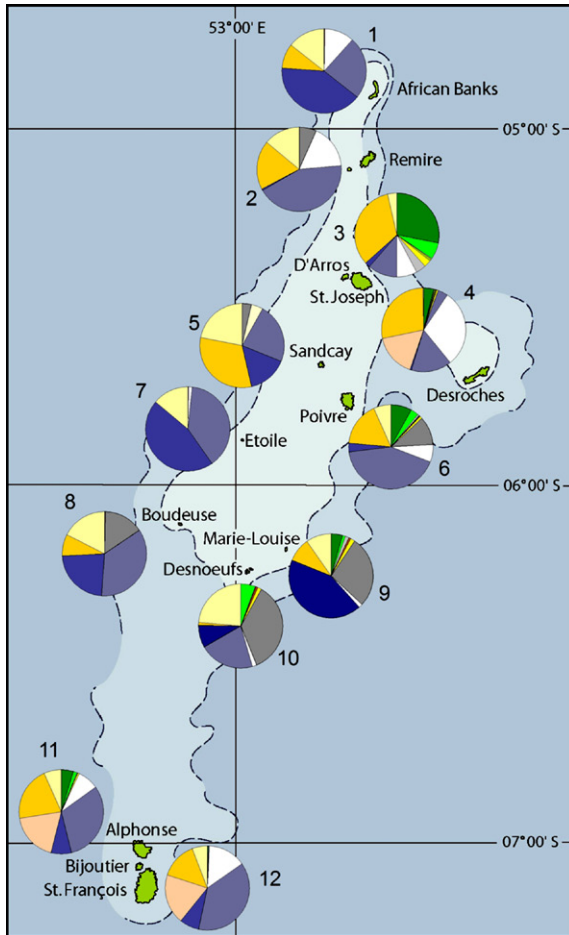 53°00' E
1
African Banks
05°00' S
Remire
2
3
D'Arros
St. Joseph
4
5
Sandcay
Desroches
7
Poivre
Etoile
6
06°00' S
8
Boudeuse
Marie-Louise
Desnoeufs
9
10
11
Alphonse
07°00' S
Bijoutier
St. François
12